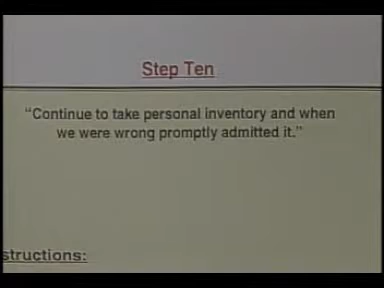 Step Ten
“Continue to take personal inventory and when
we were wrong promptly admitted it.”
structions: